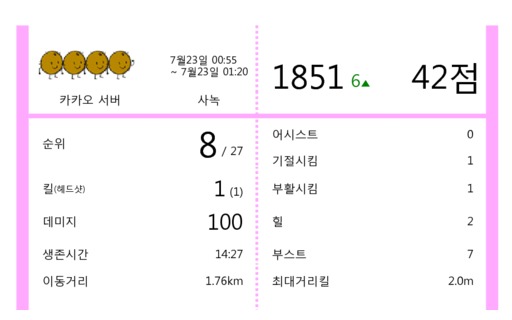 7월23일 00:55
~ 7월23일 01:20
카카오 서버
사녹
1851 6▲ 42점
순위 8 / 27
킬(헤드샷) 1 (1)
데미지 100
생존시간 14:27
이동거리 1.76km
어시스트 0
기절시킴 1
부활시킴 1
힐 2
부스트 7
최대거리킬 2.0m